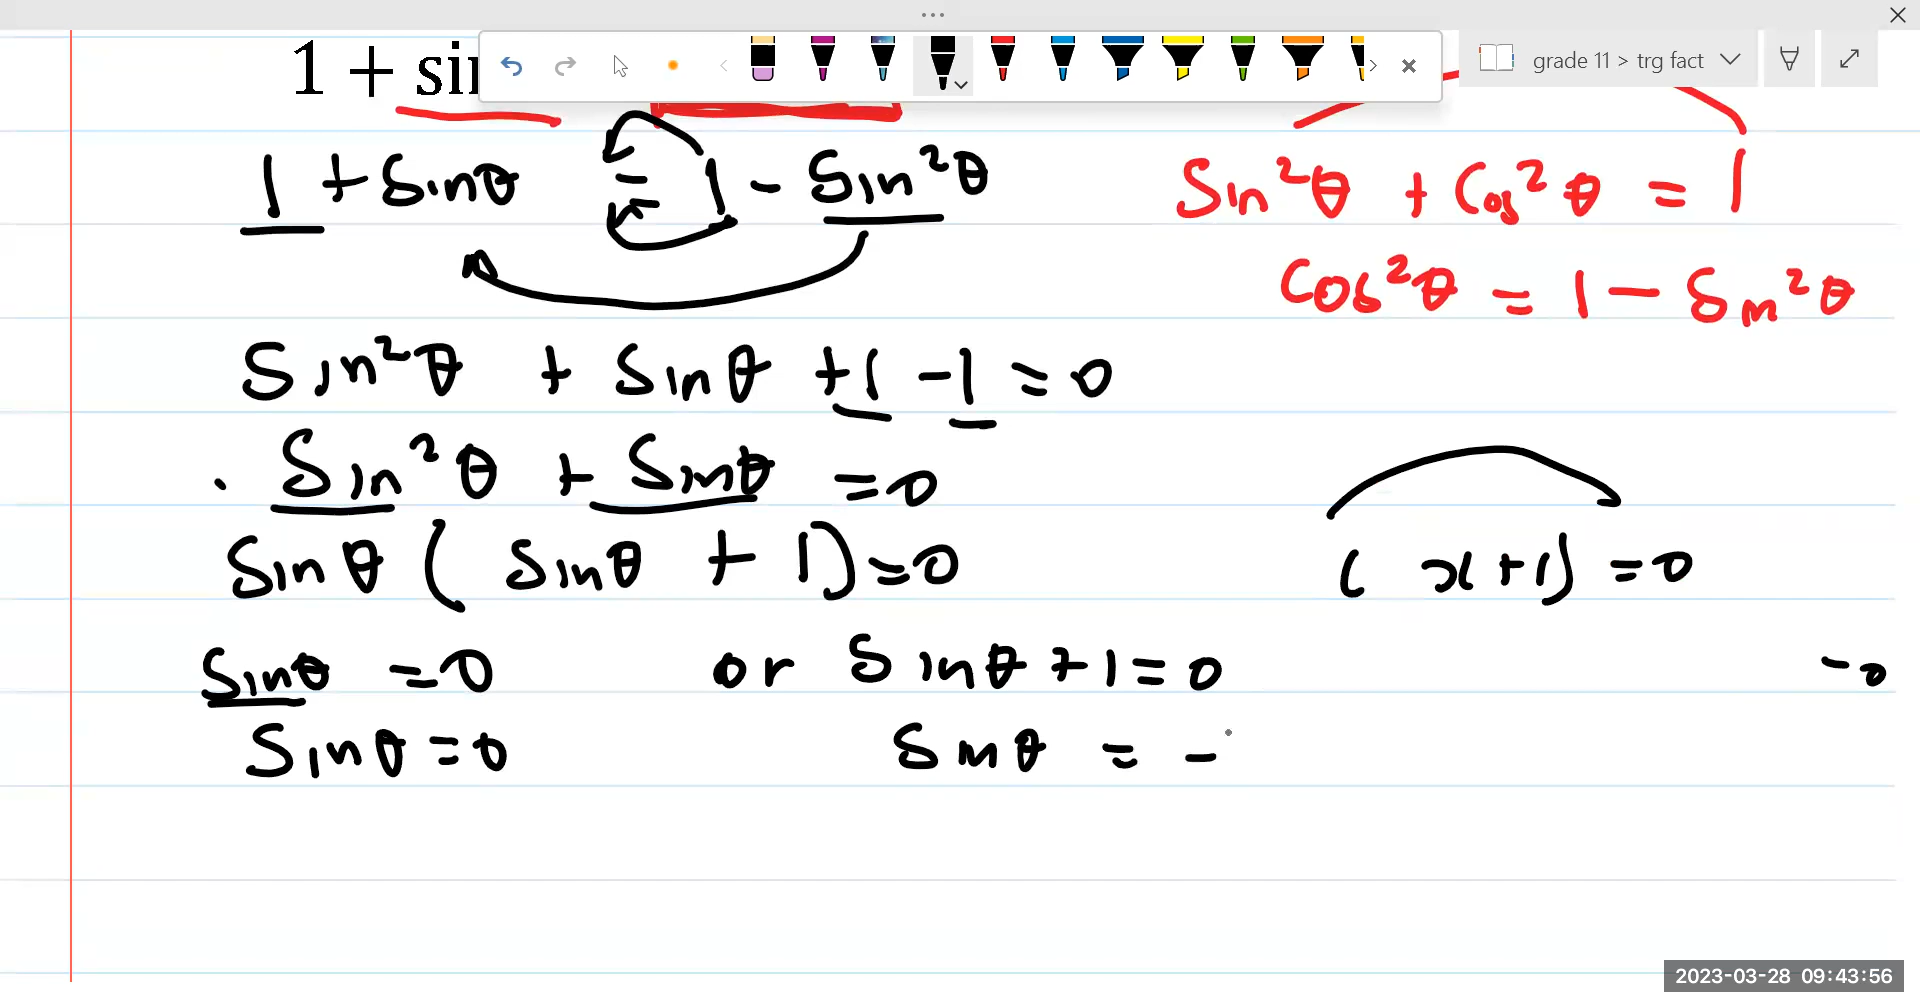 grade 11 > trg fact
1 + sin
1 + Sinθ = 1 - Sin²θ
Sin²θ + Cos²θ = 1
Cos²θ = 1 - Sin²θ
Sin²θ + Sinθ +1 -1 = 0
Sin²θ + Sinθ = 0
Sinθ ( Sinθ + 1) = 0
( x+1) = 0
Sinθ = 0 or Sinθ + 1 = 0
- 0
Sinθ = 0 Sinθ = -
2023-03-28 09:43:56